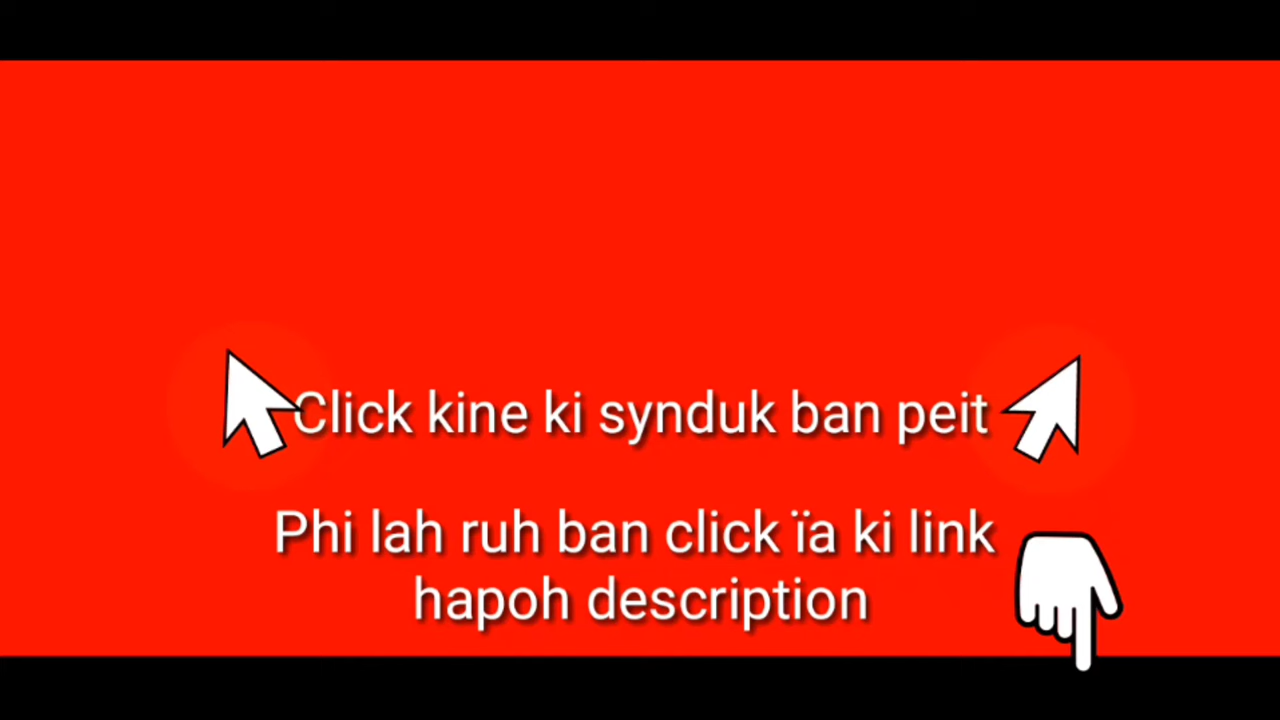 Click kine ki synduk ban peit
Phi lah ruh ban click ïa ki link
hapoh description